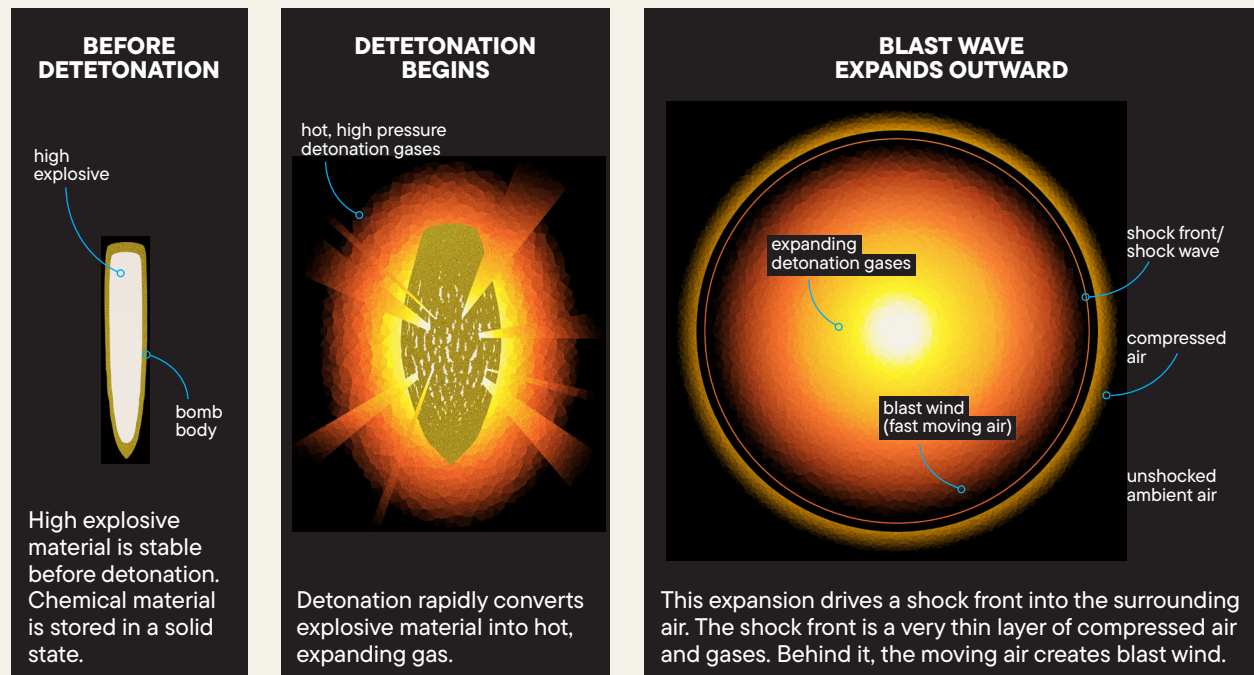 BEFORE
DETETONATION
high
explosive
bomb
body
High explosive
material is stable
before detonation.
Chemical material
is stored in a solid
state.
DETETONATION
BEGINS
hot, high pressure
detonation gases
Detonation rapidly converts
explosive material into hot,
expanding gas.
BLAST WAVE
EXPANDS OUTWARD
expanding
detonation gases
shock front/
shock wave
compressed
air
blast wind
(fast moving air)
unshocked
ambient air
This expansion drives a shock front into the surrounding
air. The shock front is a very thin layer of compressed air
and gases. Behind it, the moving air creates blast wind.